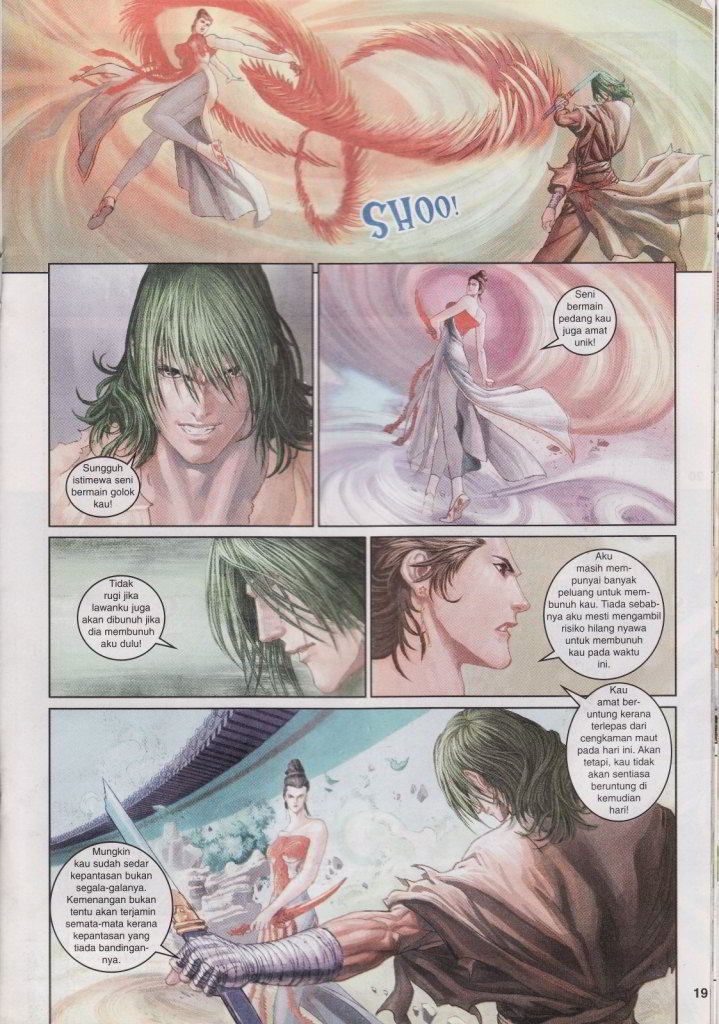 SHOO!
Sungguh
istimewa seni
bermain golok
kau!
Seni
bermain
pedang kau
juga amat
unik!
Tidak
rugi jika
lawanku juga
akan dibunuh jika
dia membunuh
aku dulu!
Aku
masih mem-
punyai banyak
peluang untuk mem-
bunuh kau. Tiada sebab-
nya aku mesti mengambil
risiko hilang nyawa
untuk membunuh
kau pada waktu
ini.
Kau
amat ber-
untung kerana
terlepas dari
cengkaman maut
pada hari ini. Akan
tetapi, kau tidak
akan sentiasa
beruntung di
kemudian
hari!
Mungkin
kau sudah sedar
kepantasan bukan
segala-galanya.
Kemenangan bukan
tentu akan terjamin
semata-mata kerana
kepantasan yang
tiada bandingan-
nya.
19